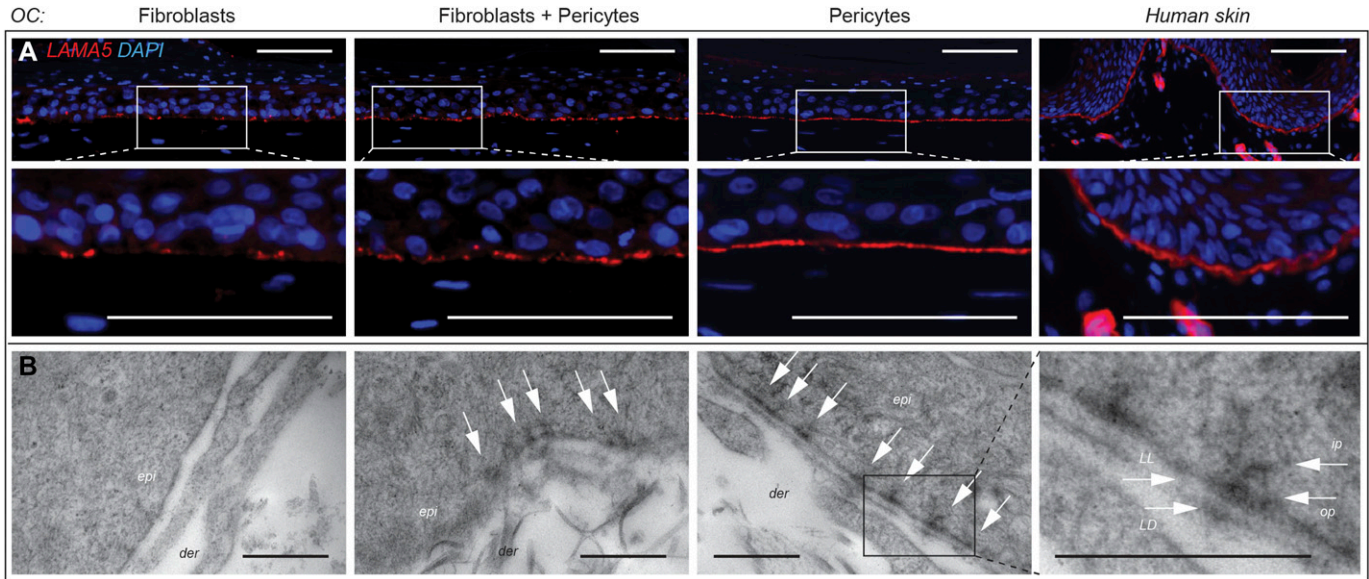 OC: Fibroblasts Fibroblasts + Pericytes Pericytes Human skin
A LAMA5 DAPI
B
epi der
epi der
epi der
LL ip
LD op